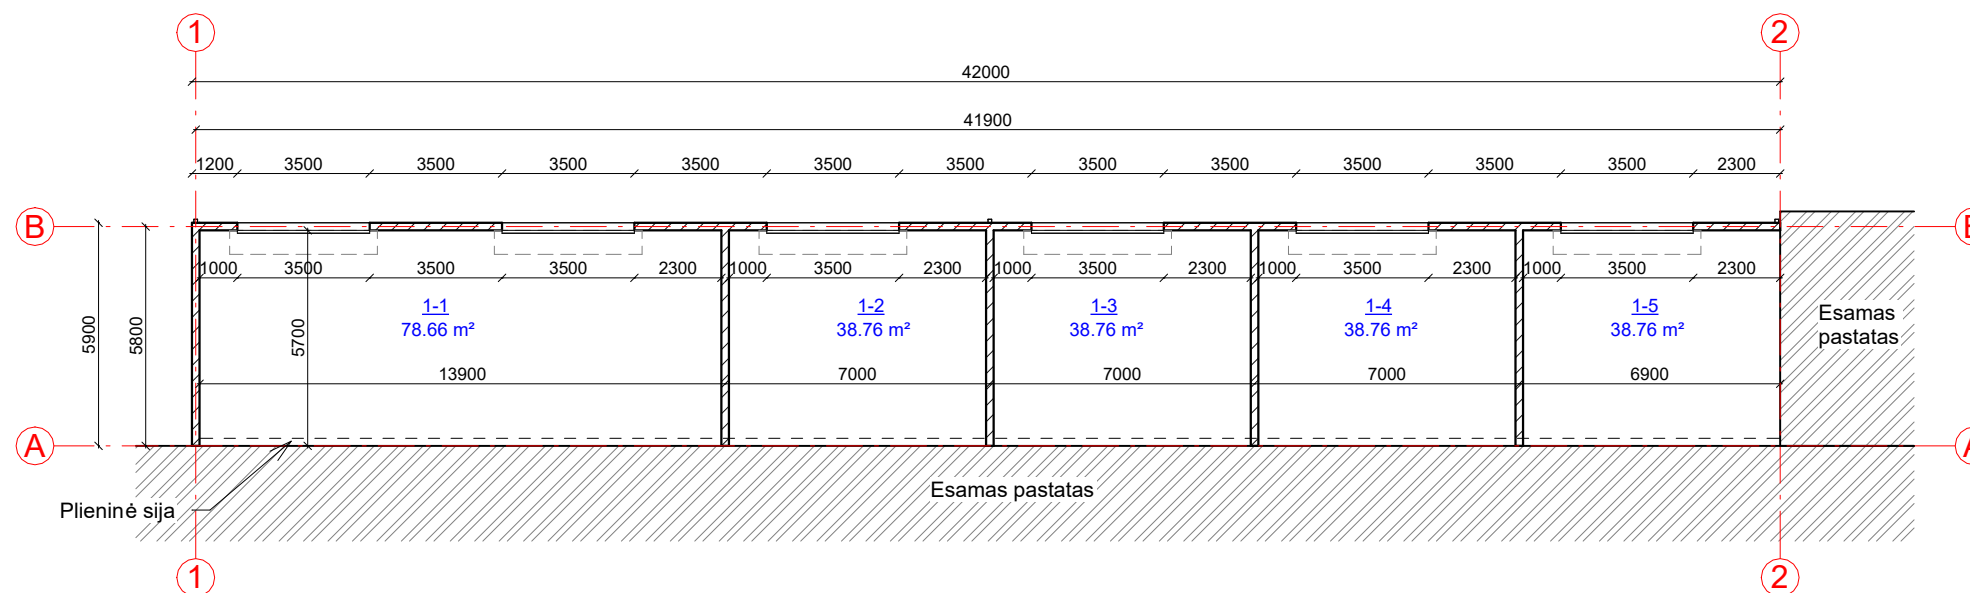 1
2
42000
41900
1200 3500 3500 3500 3500 3500 3500 3500 3500 3500 3500 3500 2300
B
1000 3500 3500 3500 2300 1000 3500 2300 1000 3500 2300 1000 3500 2300 1000 3500 2300
1-1
78.66 m²
1-2
38.76 m²
1-3
38.76 m²
1-4
38.76 m²
1-5
38.76 m²
Esamas
pastatas
5900
5800
5700
13900 7000 7000 7000 6900
A
Esamas pastatas
Plieninė sija
1
2